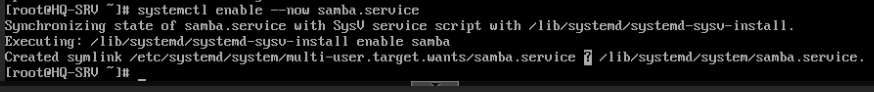 [root@HQ-SRV ~]# systemctl enable --now samba.service
Synchronizing state of samba.service with SysV service script with /lib/systemd/systemd-sysv-install.
Executing: /lib/systemd/systemd-sysv-install enable samba
Created symlink /etc/systemd/system/multi-user.target.wants/samba.service ? /lib/systemd/system/samba.service.
[root@HQ-SRV ~]# _